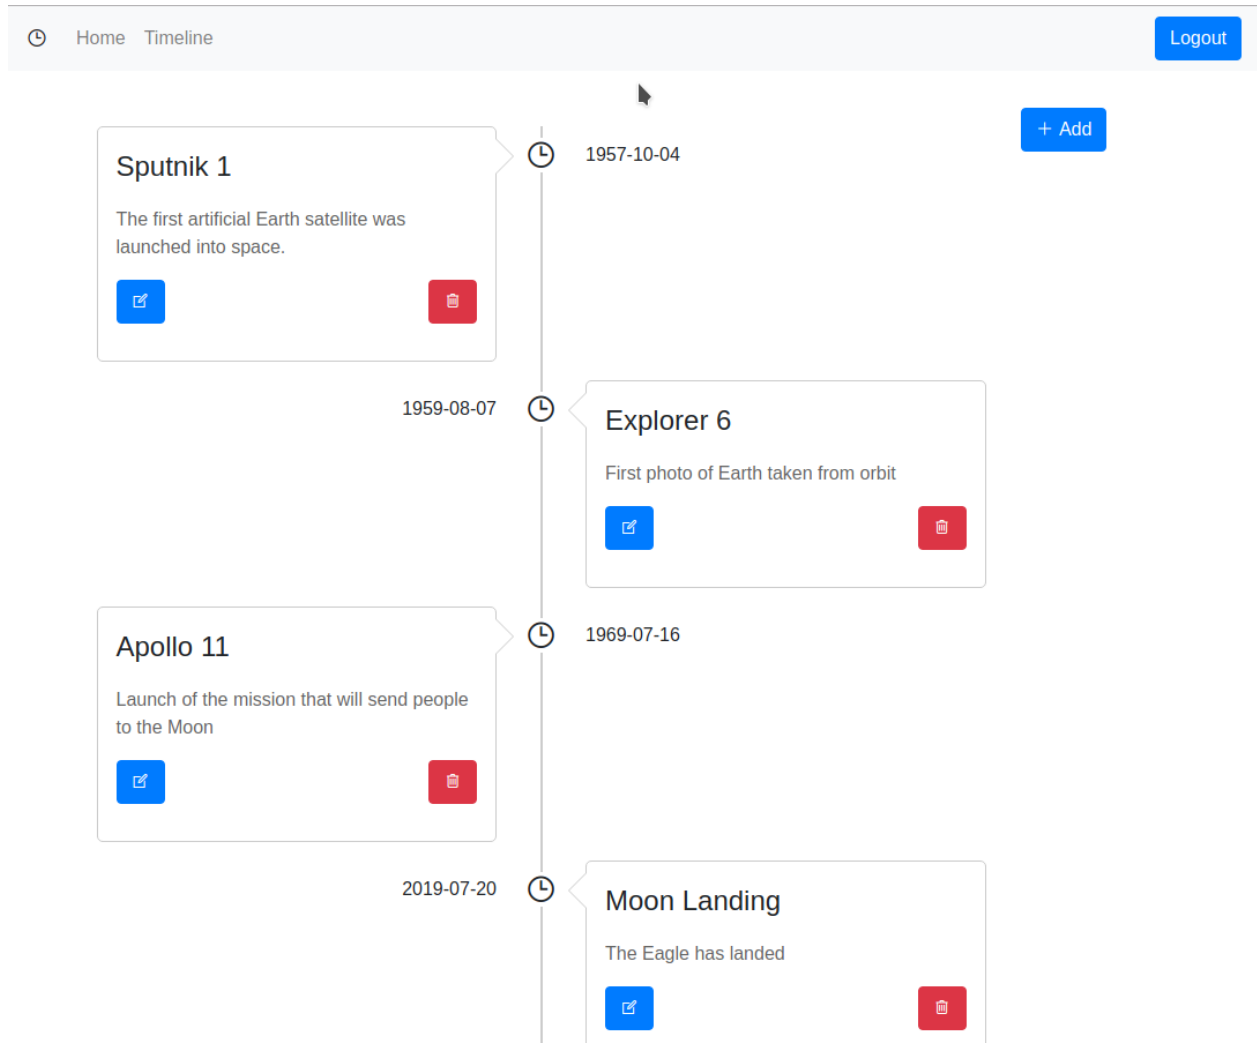 Home Timeline Logout
+ Add
Sputnik 1
1957-10-04
The first artificial Earth satellite was
launched into space.
1959-08-07
Explorer 6
First photo of Earth taken from orbit
Apollo 11
1969-07-16
Launch of the mission that will send people
to the Moon
2019-07-20
Moon Landing
The Eagle has landed